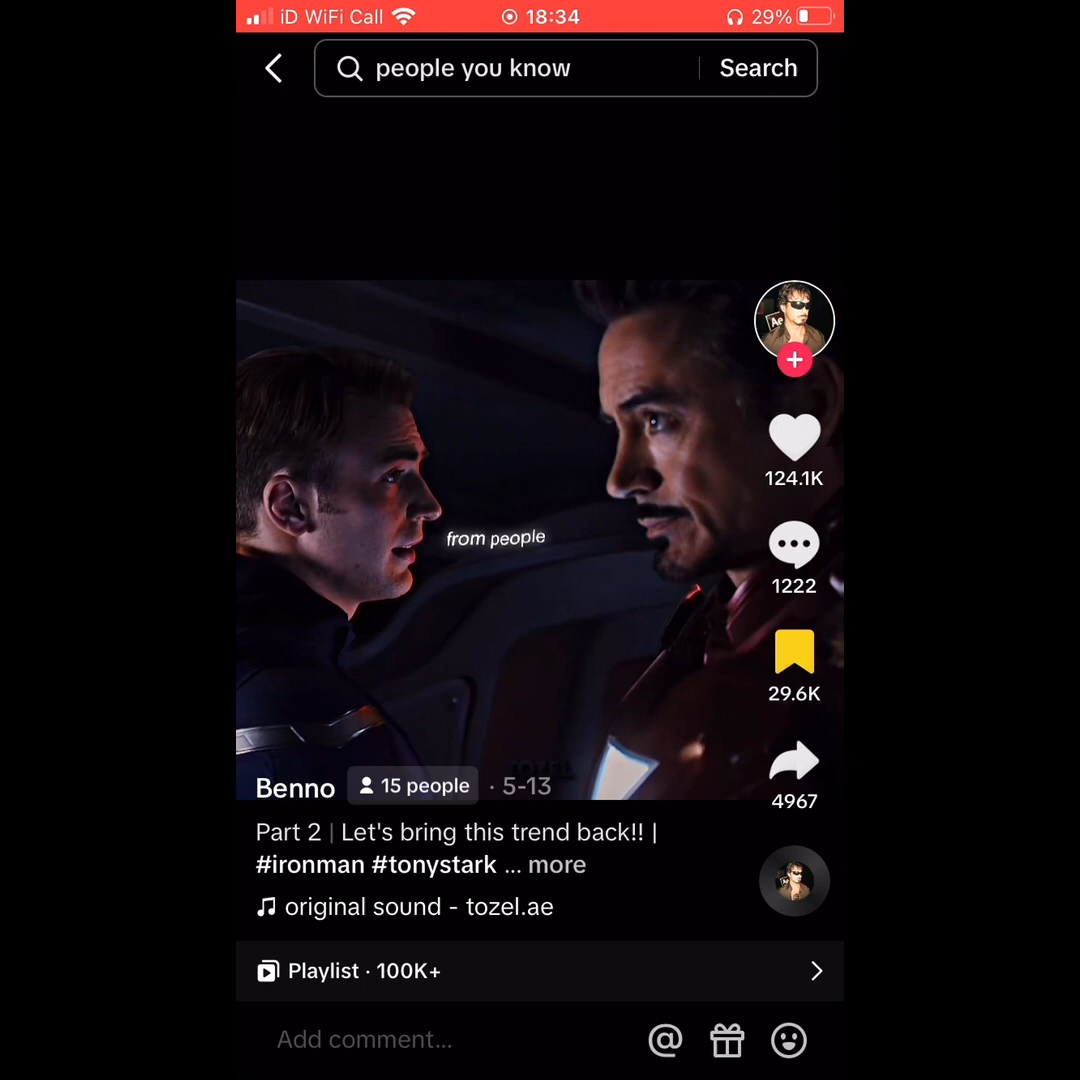 iD WiFi Call 18:34 29%
people you know Search
Ae
124.1K
from people
1222
29.6K
TOZEL
Benno 15 people · 5-13
4967
Part 2 | Let's bring this trend back!! |
#ironman #tonystark ... more
original sound - tozel.ae
Playlist · 100K+
Add comment...